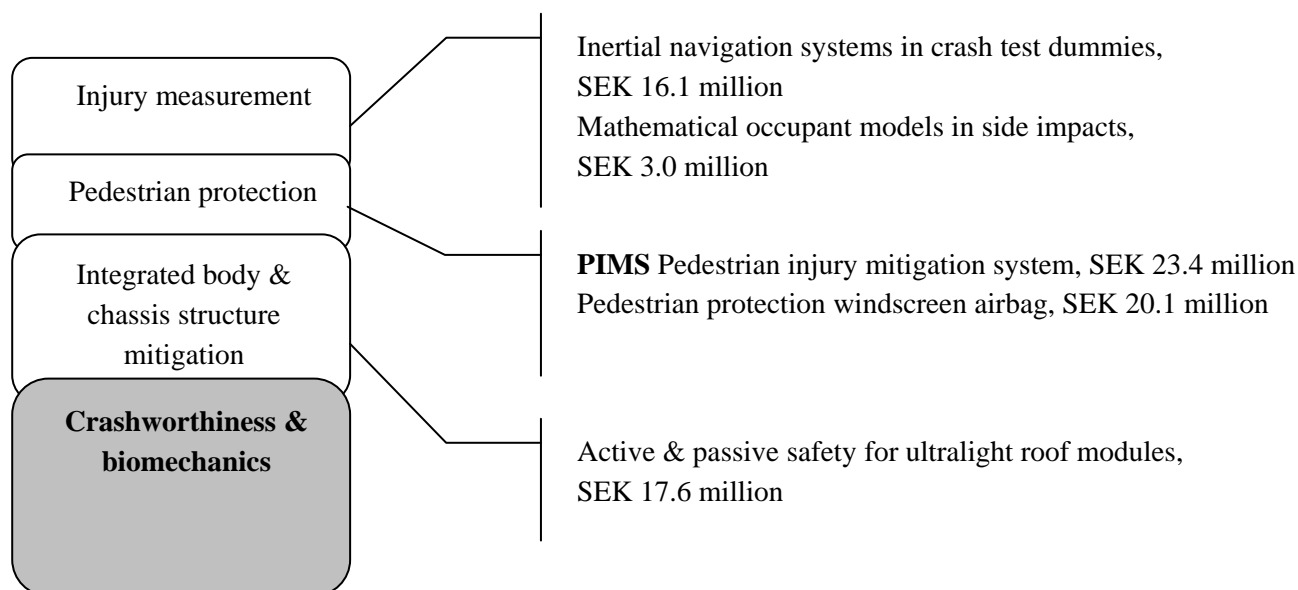 Injury measurement
Inertial navigation systems in crash test dummies,
SEK 16.1 million
Mathematical occupant models in side impacts,
SEK 3.0 million
Pedestrian protection
PIMS Pedestrian injury mitigation system, SEK 23.4 million
Pedestrian protection windscreen airbag, SEK 20.1 million
Integrated body &
chassis structure
mitigation
Active & passive safety for ultralight roof modules,
SEK 17.6 million
Crashworthiness &
biomechanics